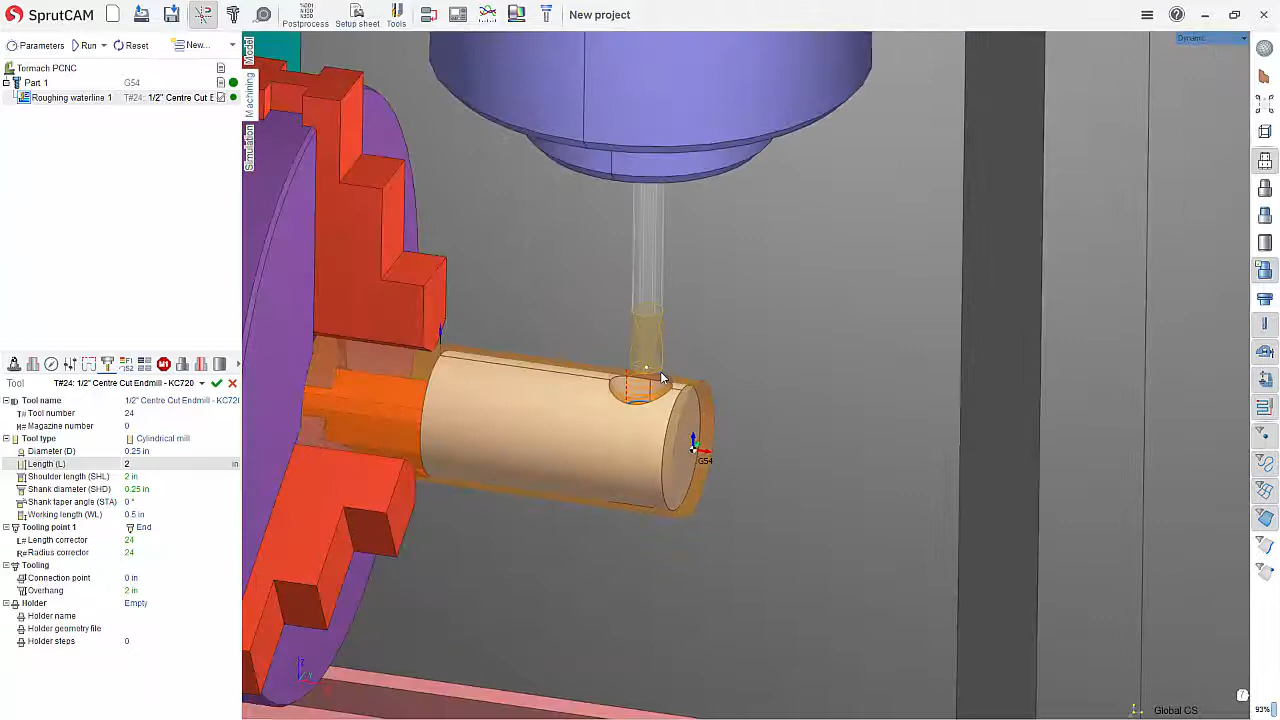 SprutCAM
Postprocess
Setup sheet
Tools
New project
Dynamic
Parameters
Run
Reset
New...
Model
Machining
Simulation
Tormach PCNC
Part 1
G54
Roughing waterline 1
T#24: 1/2" Centre Cut E
Tool
T#24: 1/2" Centre Cut Endmill - KC720
Tool name
1/2" Centre Cut Endmill - KC720
Tool number
24
Magazine number
0
Tool type
Cylindrical mill
Diameter (D)
0.25 in
Length (L)
2
in
Shoulder length (SHL)
2 in
Shank diameter (SHD)
0.25 in
Shank taper angle (STA)
0 °
Working length (WL)
0.5 in
Tooling point 1
End
Length corrector
24
Radius corrector
24
Tooling
Connection point
0 in
Overhang
2 in
Holder
Empty
Holder name
Holder geometry file
Holder steps
0
G54
Z
Y
Global CS
93%